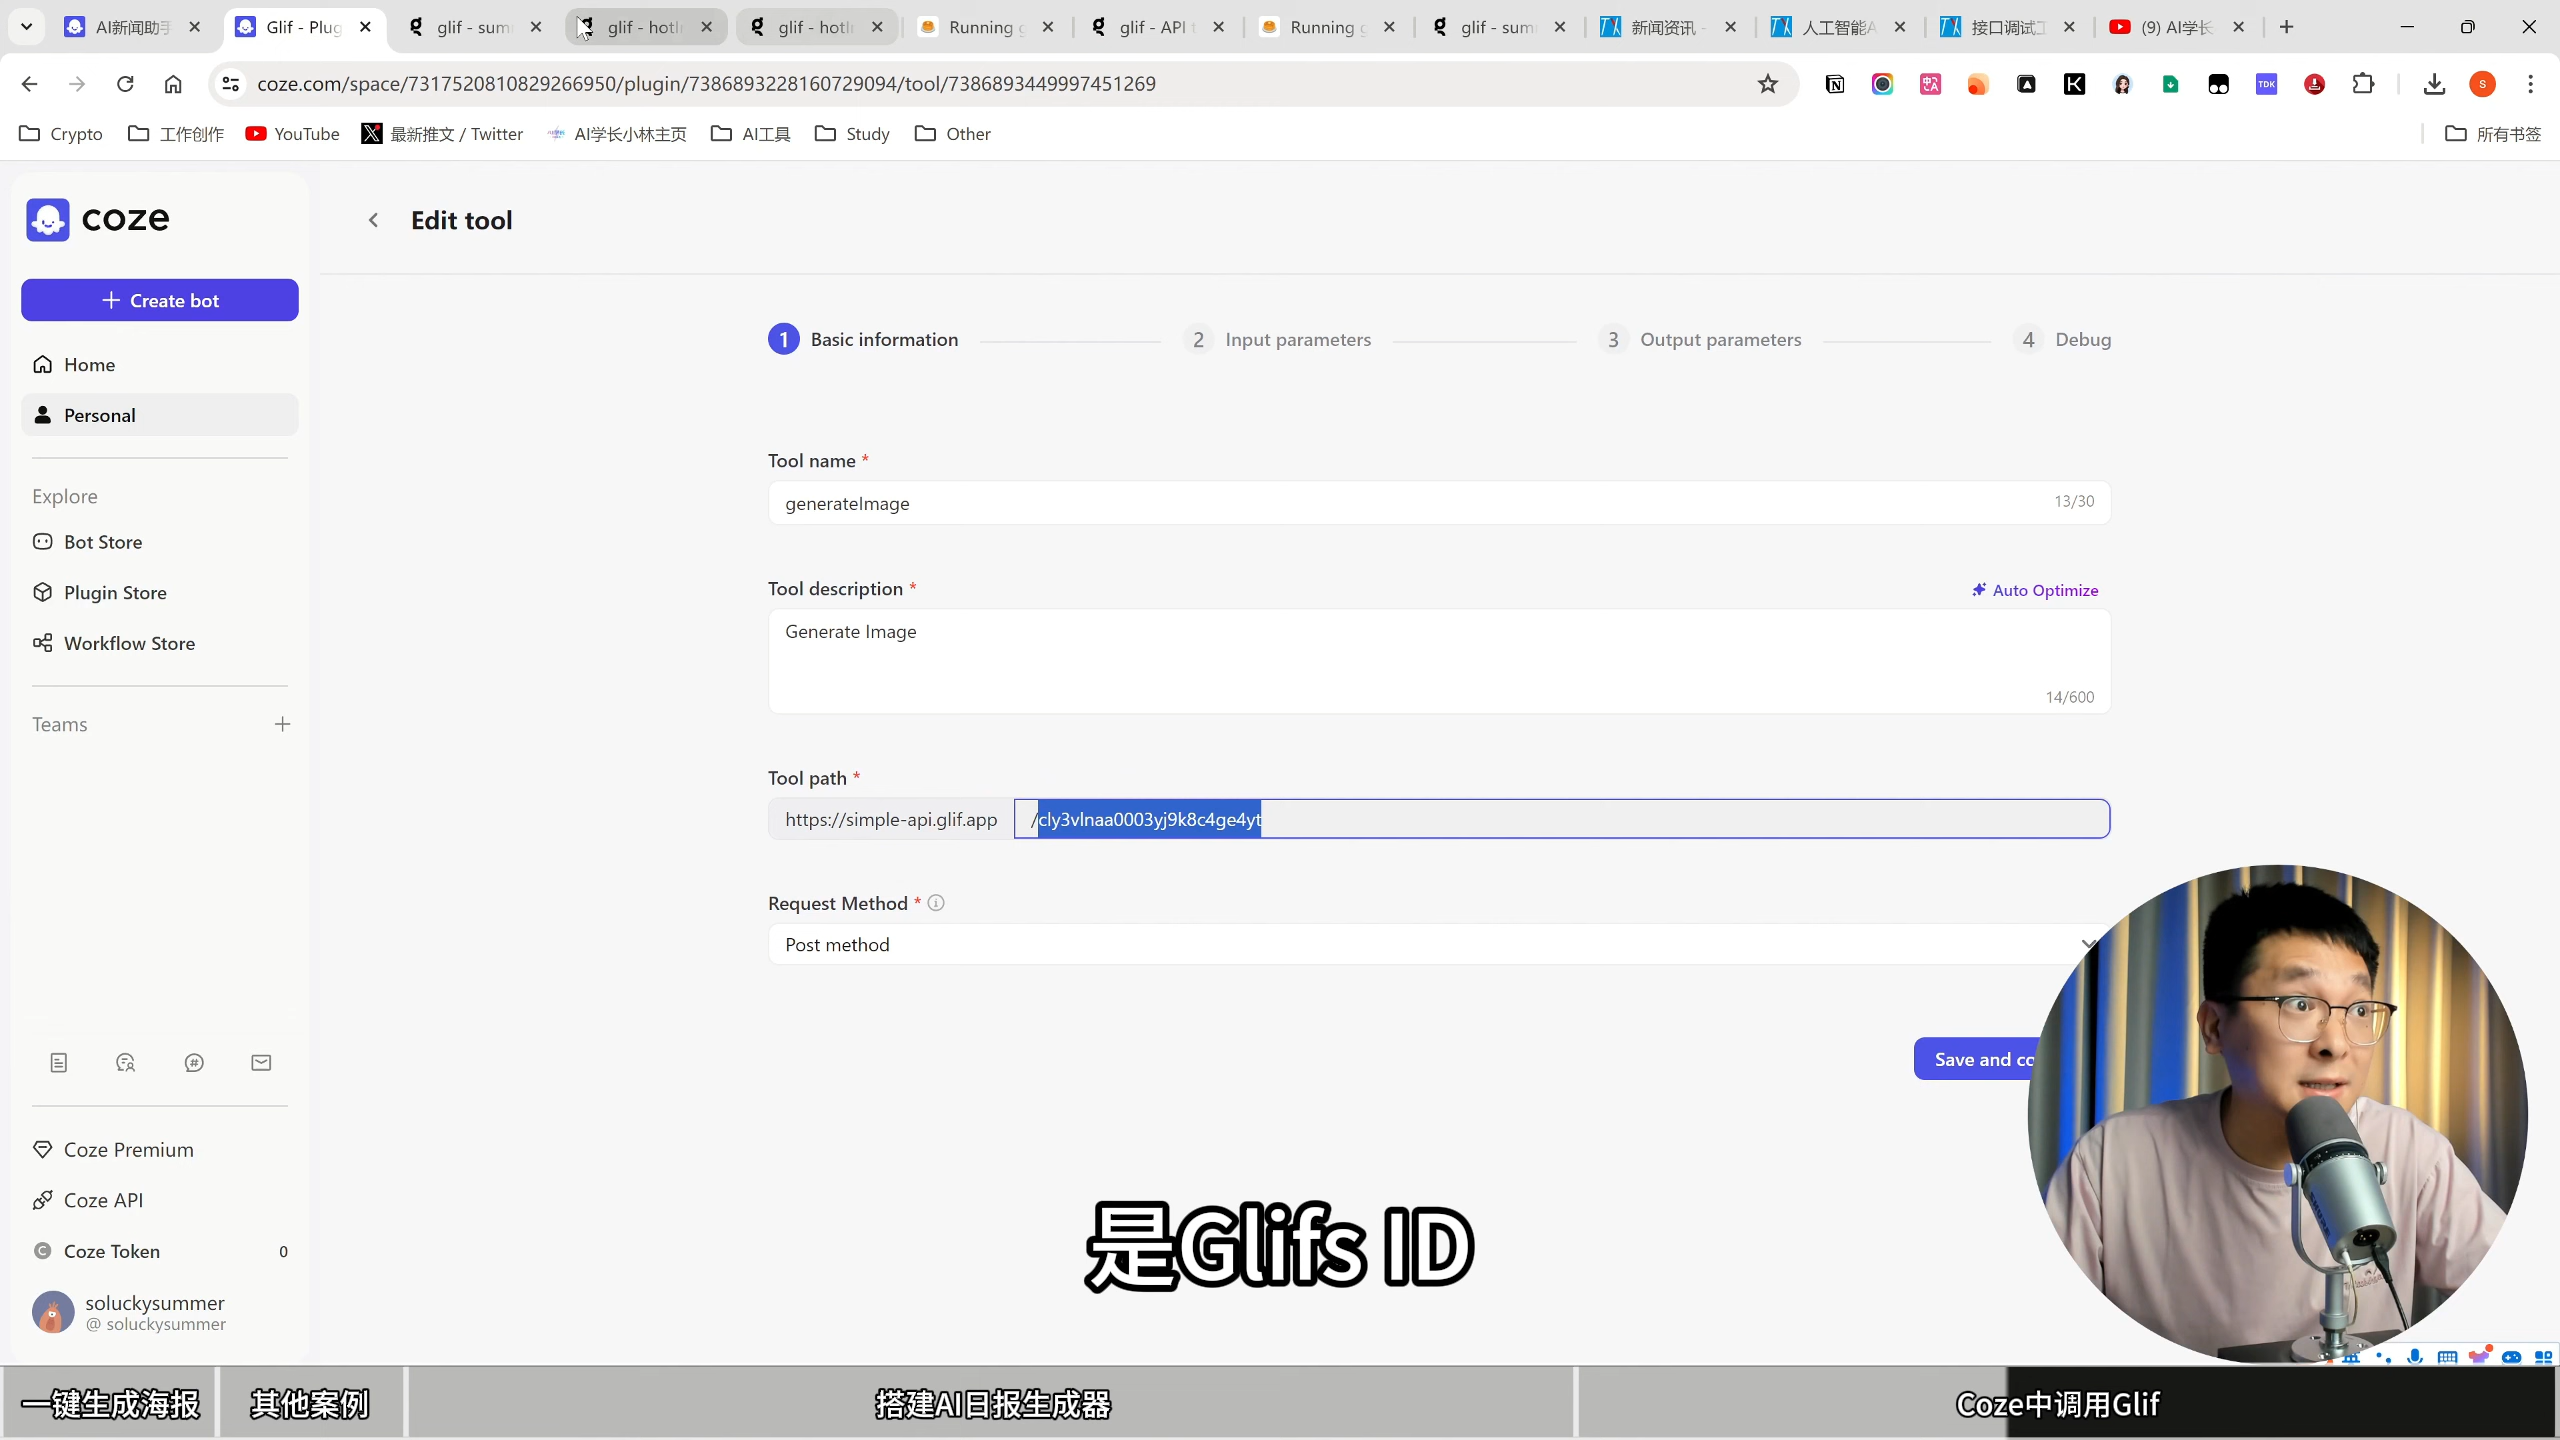 AI新闻助手
Glif - Plug
glif - sum
glif - hotI
glif - hotI
Running g
glif - API t
Running g
glif - sum
新闻资讯 -
人工智能A
接口调试工
(9) AI学长
coze.com/space/7317520810829266950/plugin/7386893228160729094/tool/7386893449997451269
TDK
S
Crypto
工作创作
YouTube
最新推文 / Twitter
AI学长小林主页
AI工具
Study
Other
所有书签
coze
Edit tool
Create bot
1 Basic information
2 Input parameters
3 Output parameters
4 Debug
Home
Personal
Tool name *
Explore
generateImage
13/30
Bot Store
Tool description *
Auto Optimize
Plugin Store
Generate Image
Workflow Store
14/600
Teams
Tool path *
https://simple-api.glif.app
/cly3vlnaa0003yj9k8c4ge4yt
Request Method *
Post method
Save and co
Coze Premium
Coze API
Coze Token 0
soluckysummer
@ soluckysummer
是Glifs ID
一键生成海报
其他案例
搭建AI日报生成器
Coze中调用Glif